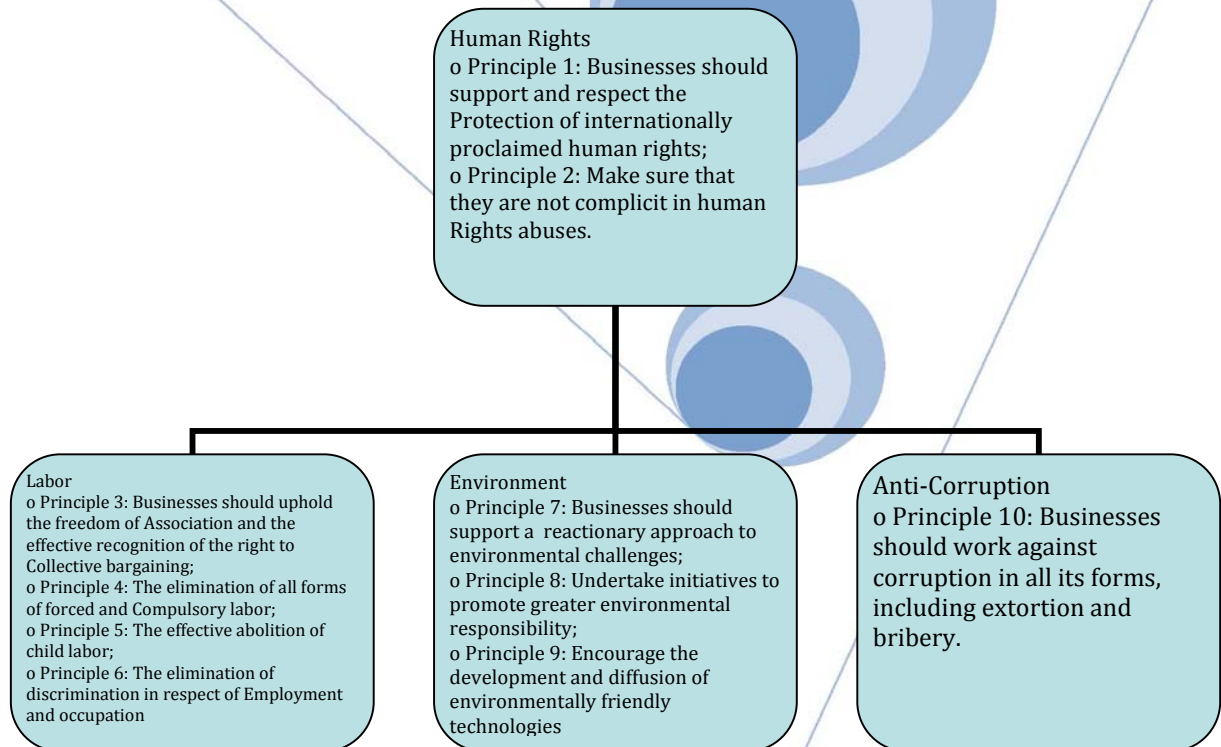 Human Rights
o Principle 1: Businesses should
support and respect the
Protection of internationally
proclaimed human rights;
o Principle 2: Make sure that
they are not complicit in human
Rights abuses.
Labor
o Principle 3: Businesses should uphold
the freedom of Association and the
effective recognition of the right to
Collective bargaining;
o Principle 4: The elimination of all forms
of forced and Compulsory labor;
o Principle 5: The effective abolition of
child labor;
o Principle 6: The elimination of
discrimination in respect of Employment
and occupation
Environment
o Principle 7: Businesses should
support a  reactionary approach to
environmental challenges;
o Principle 8: Undertake initiatives to
promote greater environmental
responsibility;
o Principle 9: Encourage the
development and diffusion of
environmentally friendly
technologies
Anti-Corruption
o Principle 10: Businesses
should work against
corruption in all its forms,
including extortion and
bribery.